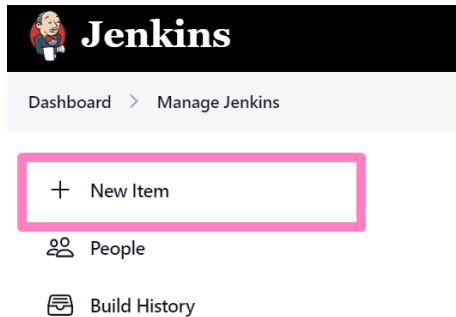 Jenkins
Dashboard > Manage Jenkins
+ New Item
People
Build History